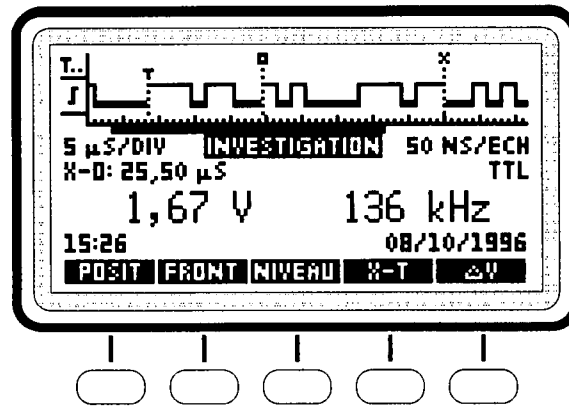 T..
T O X
5 µS/DIV INVESTIGATION 50 NS/ECH
X-O: 25,50 µS TTL
1,67 V 136 kHz
15:26 08/10/1996
POSIT FRONT NIVEAU X-T △V